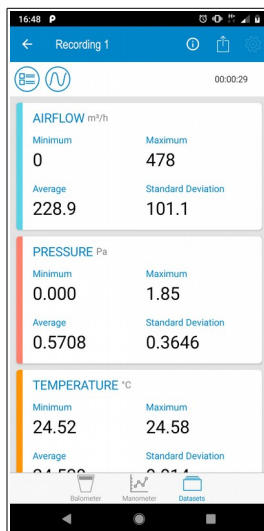 16:48
Recording 1
00:00:29
AIRFLOW m³/h
Minimum Maximum
0 478
Average Standard Deviation
228.9 101.1
PRESSURE Pa
Minimum Maximum
0.000 1.85
Average Standard Deviation
0.5708 0.3646
TEMPERATURE °C
Minimum Maximum
24.52 24.58
Average Standard Deviation
Balometer Manometer Datasets